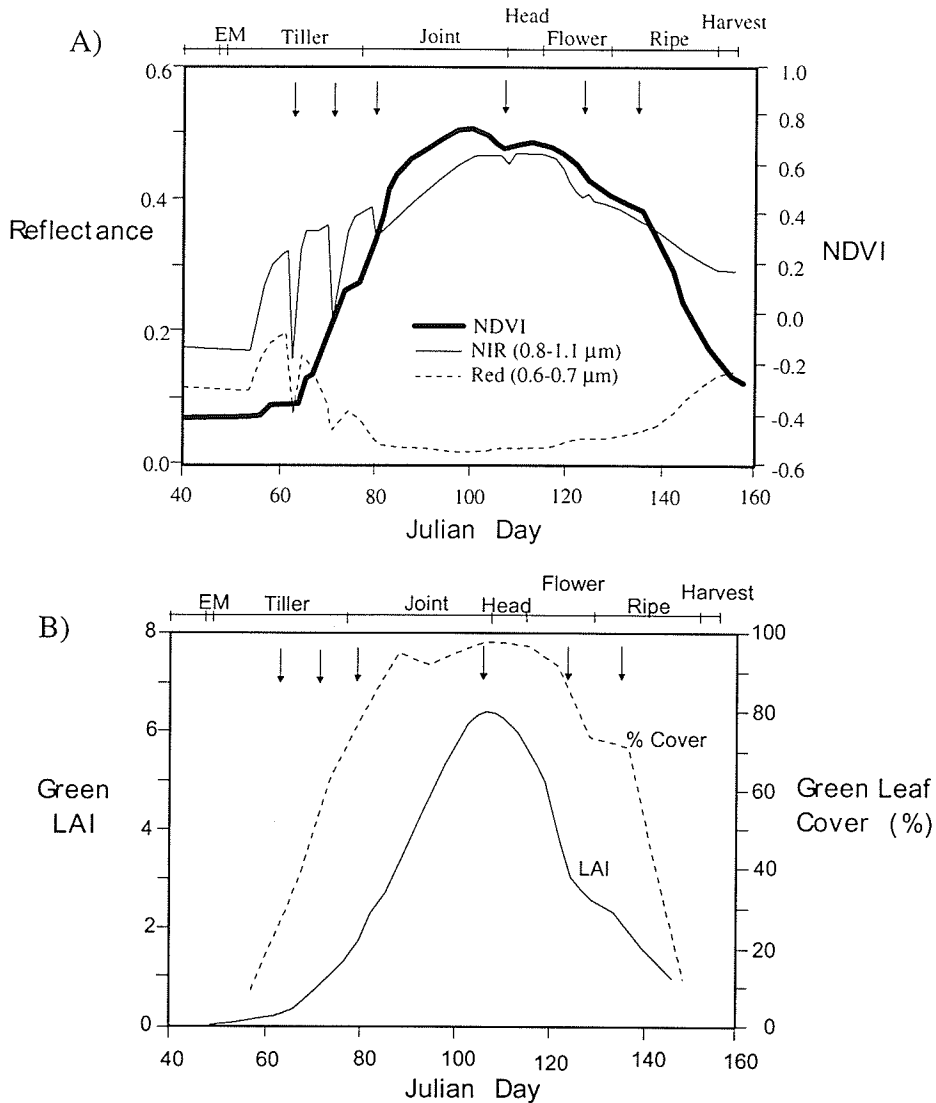 A)
Head
Harvest
EM Tiller Joint Flower Ripe
0.6 0.4 0.2 0.0
Reflectance
1.0 0.8 0.6 0.4 0.2 0.0 -0.2 -0.4 -0.6
NDVI
NDVI
NIR (0.8-1.1 µm)
Red (0.6-0.7 µm)
40 60 80 100 120 140 160
Julian Day
B)
Flower
Harvest
EM Tiller Joint Head Ripe
8 6 4 2 0
Green
LAI
% Cover
LAI
100 80 60 40 20 0
Green Leaf
Cover (%)
40 60 80 100 120 140 160
Julian Day